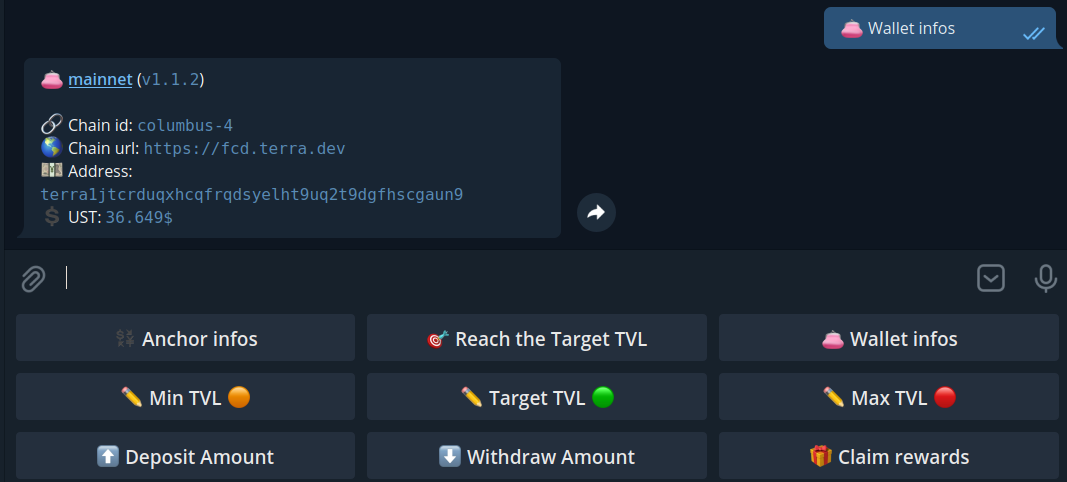 Wallet infos
mainnet (v1.1.2)
Chain id: columbus-4
Chain url: https://fcd.terra.dev
Address:
terra1jtcrduqxhcqfrqdsyelht9uq2t9dgfhscgaun9
UST: 36.649$
Anchor infos
Reach the Target TVL
Wallet infos
Min TVL
Target TVL
Max TVL
Deposit Amount
Withdraw Amount
Claim rewards